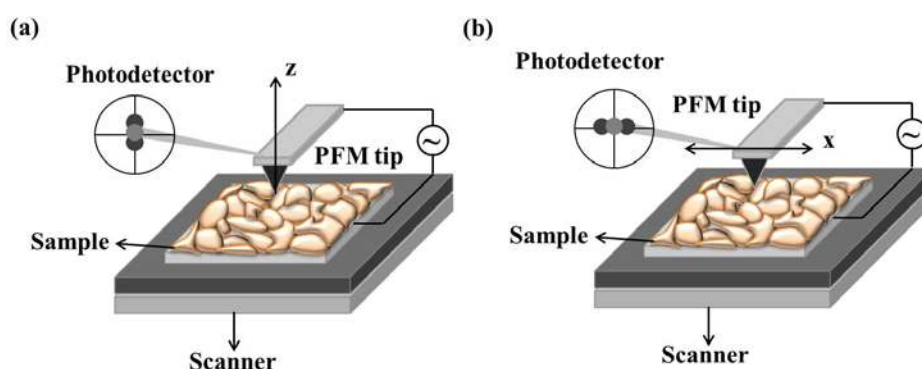 (a)
Photodetector
z
PFM tip
~
Sample
Scanner
(b)
Photodetector
PFM tip
x
~
Sample
Scanner